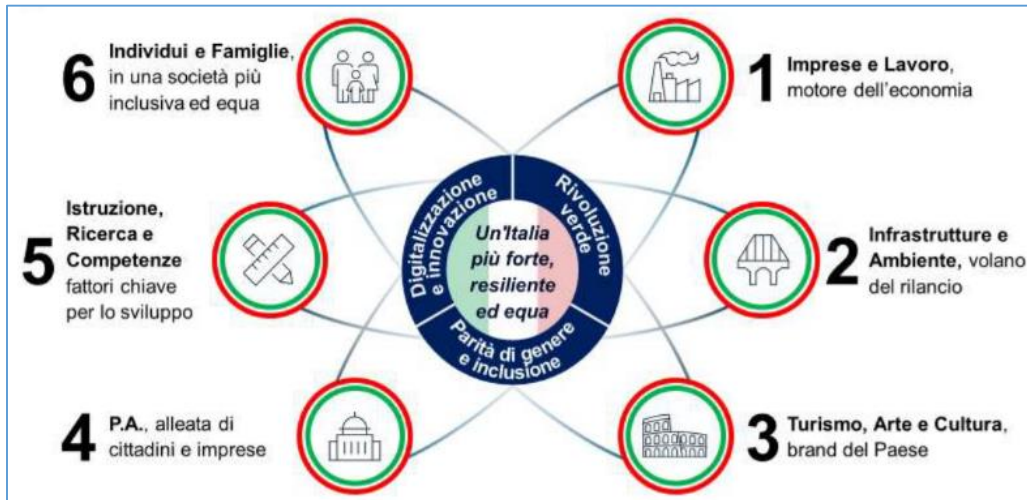 1
Imprese e Lavoro,
motore dell'economia
2
Infrastrutture e
Ambiente, volano
del rilancio
3
Turismo, Arte e Cultura,
brand del Paese
4
P.A., alleata di
cittadini e imprese
5
Istruzione,
Ricerca e
Competenze
fattori chiave
per lo sviluppo
6
Individui e Famiglie,
in una società più
inclusiva ed equa
Digitalizzazione
e innovazione
Rivoluzione
verde
Parità di genere
e inclusione
Un'Italia
più forte,
resiliente
ed equa